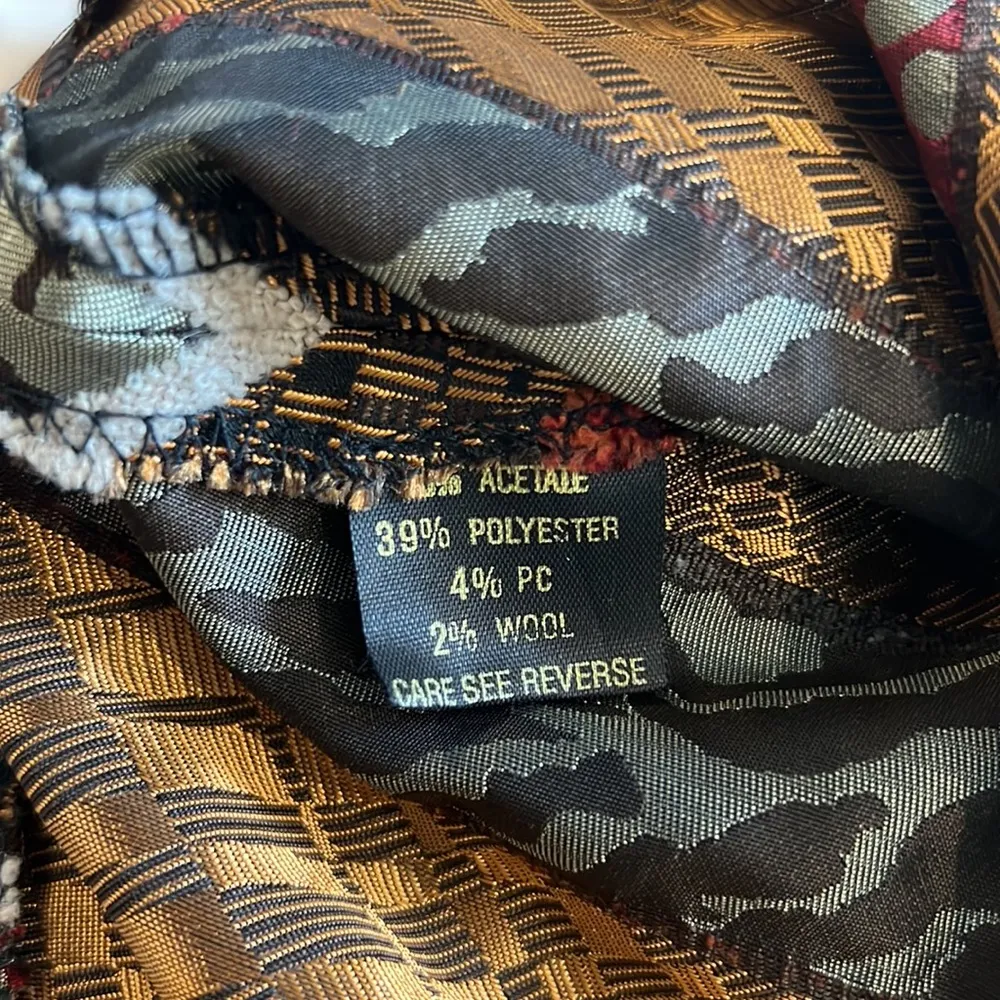 % ACETATE
39% POLYESTER
4% PC
2% WOOL
CARE SEE REVERSE